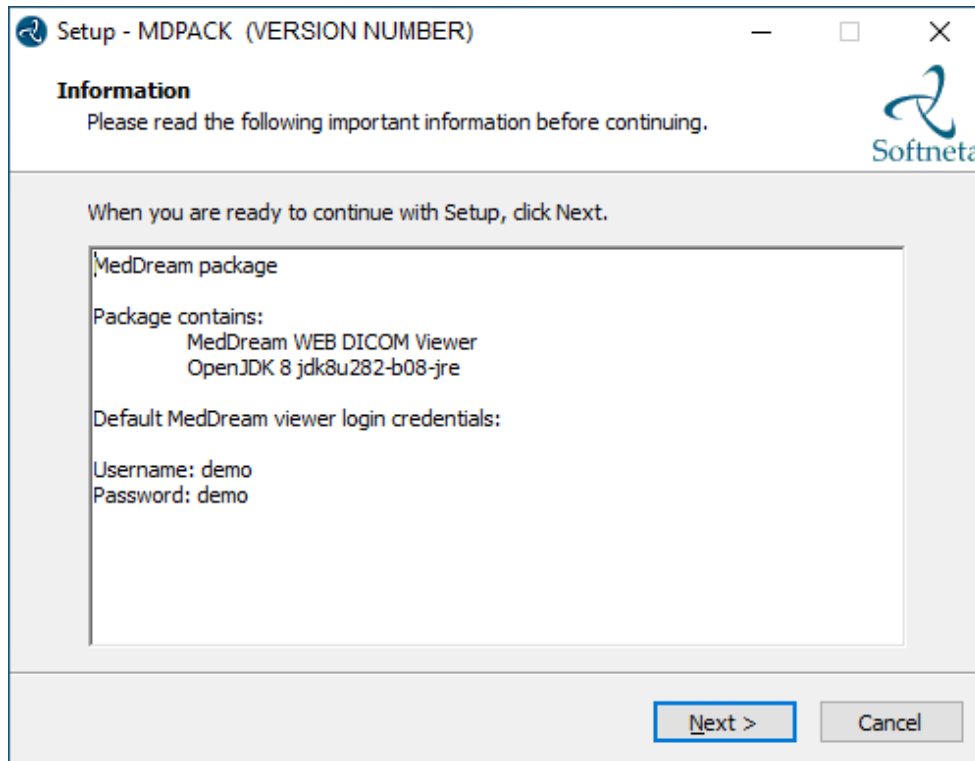 Setup - MDPACK (VERSION NUMBER)
Information
Please read the following important information before continuing.
Softneta
When you are ready to continue with Setup, click Next.
MedDream package
Package contains:
MedDream WEB DICOM Viewer
OpenJDK 8 jdk8u282-b08-jre
Default MedDream viewer login credentials:
Username: demo
Password: demo
Next >
Cancel